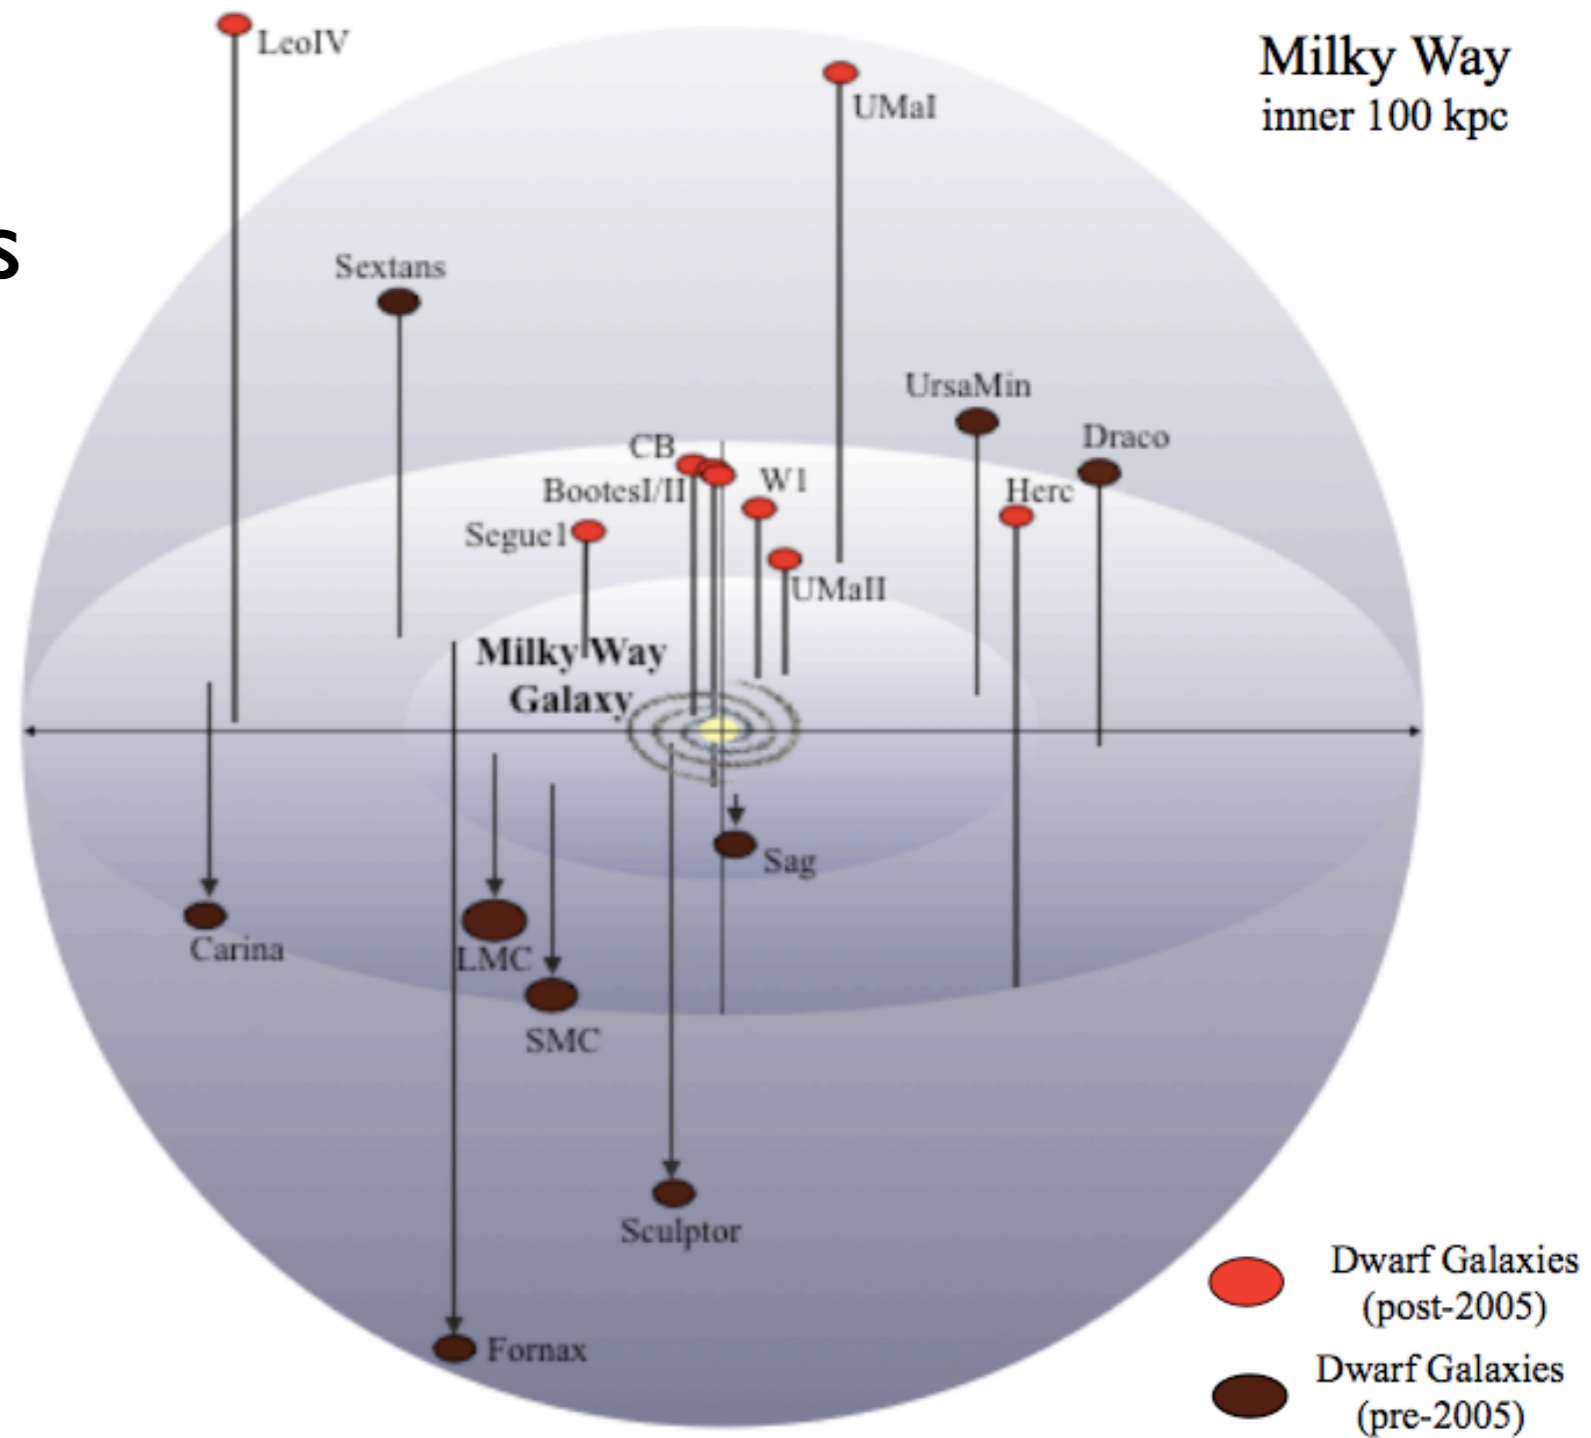 LeoIV
UMaI
Milky Way
inner 100 kpc
s
Sextans
UrsaMin
Draco
CB
BootesI/II
W1
Herc
Segue1
UMaII
Milky Way
Galaxy
Sag
Carina
LMC
SMC
Sculptor
Fornax
Dwarf Galaxies
(post-2005)
Dwarf Galaxies
(pre-2005)